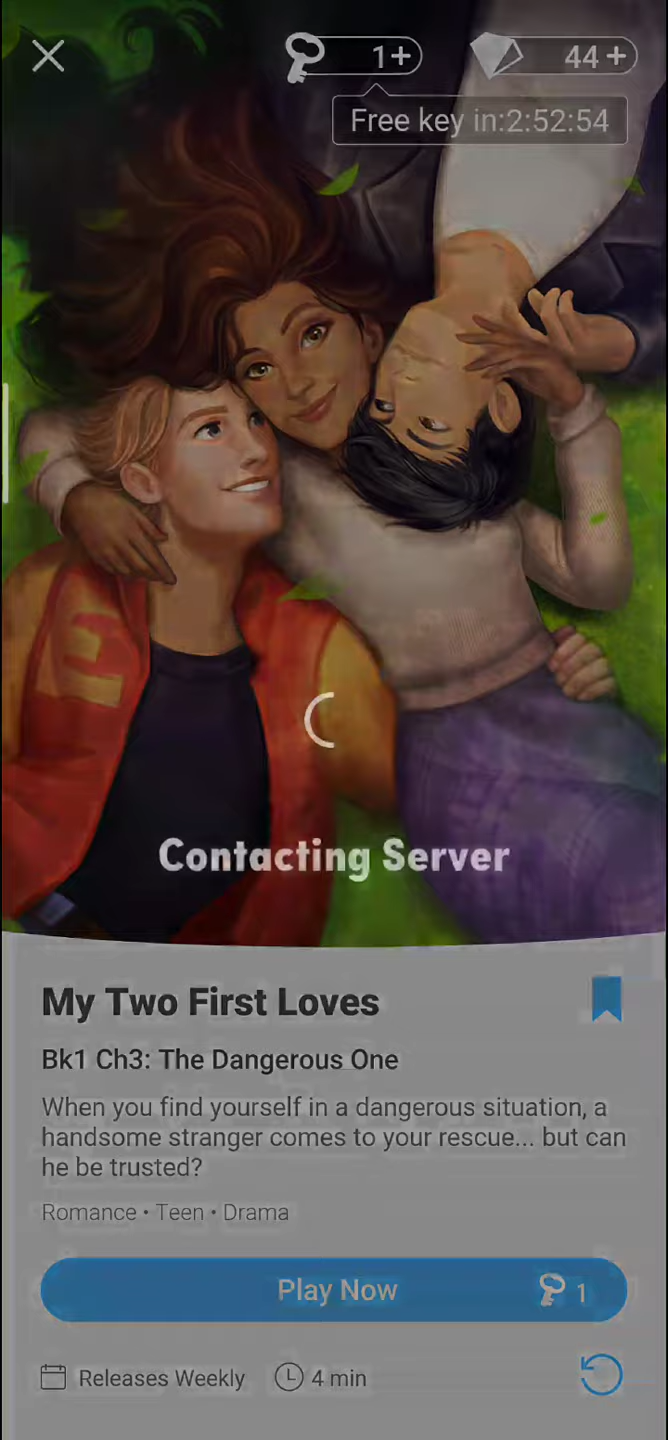 1+
44+
Free key in:2:52:54
E
Contacting Server
My Two First Loves
Bk1 Ch3: The Dangerous One
When you find yourself in a dangerous situation, a
handsome stranger comes to your rescue... but can
he be trusted?
Romance • Teen • Drama
Play Now 1
Releases Weekly 4 min